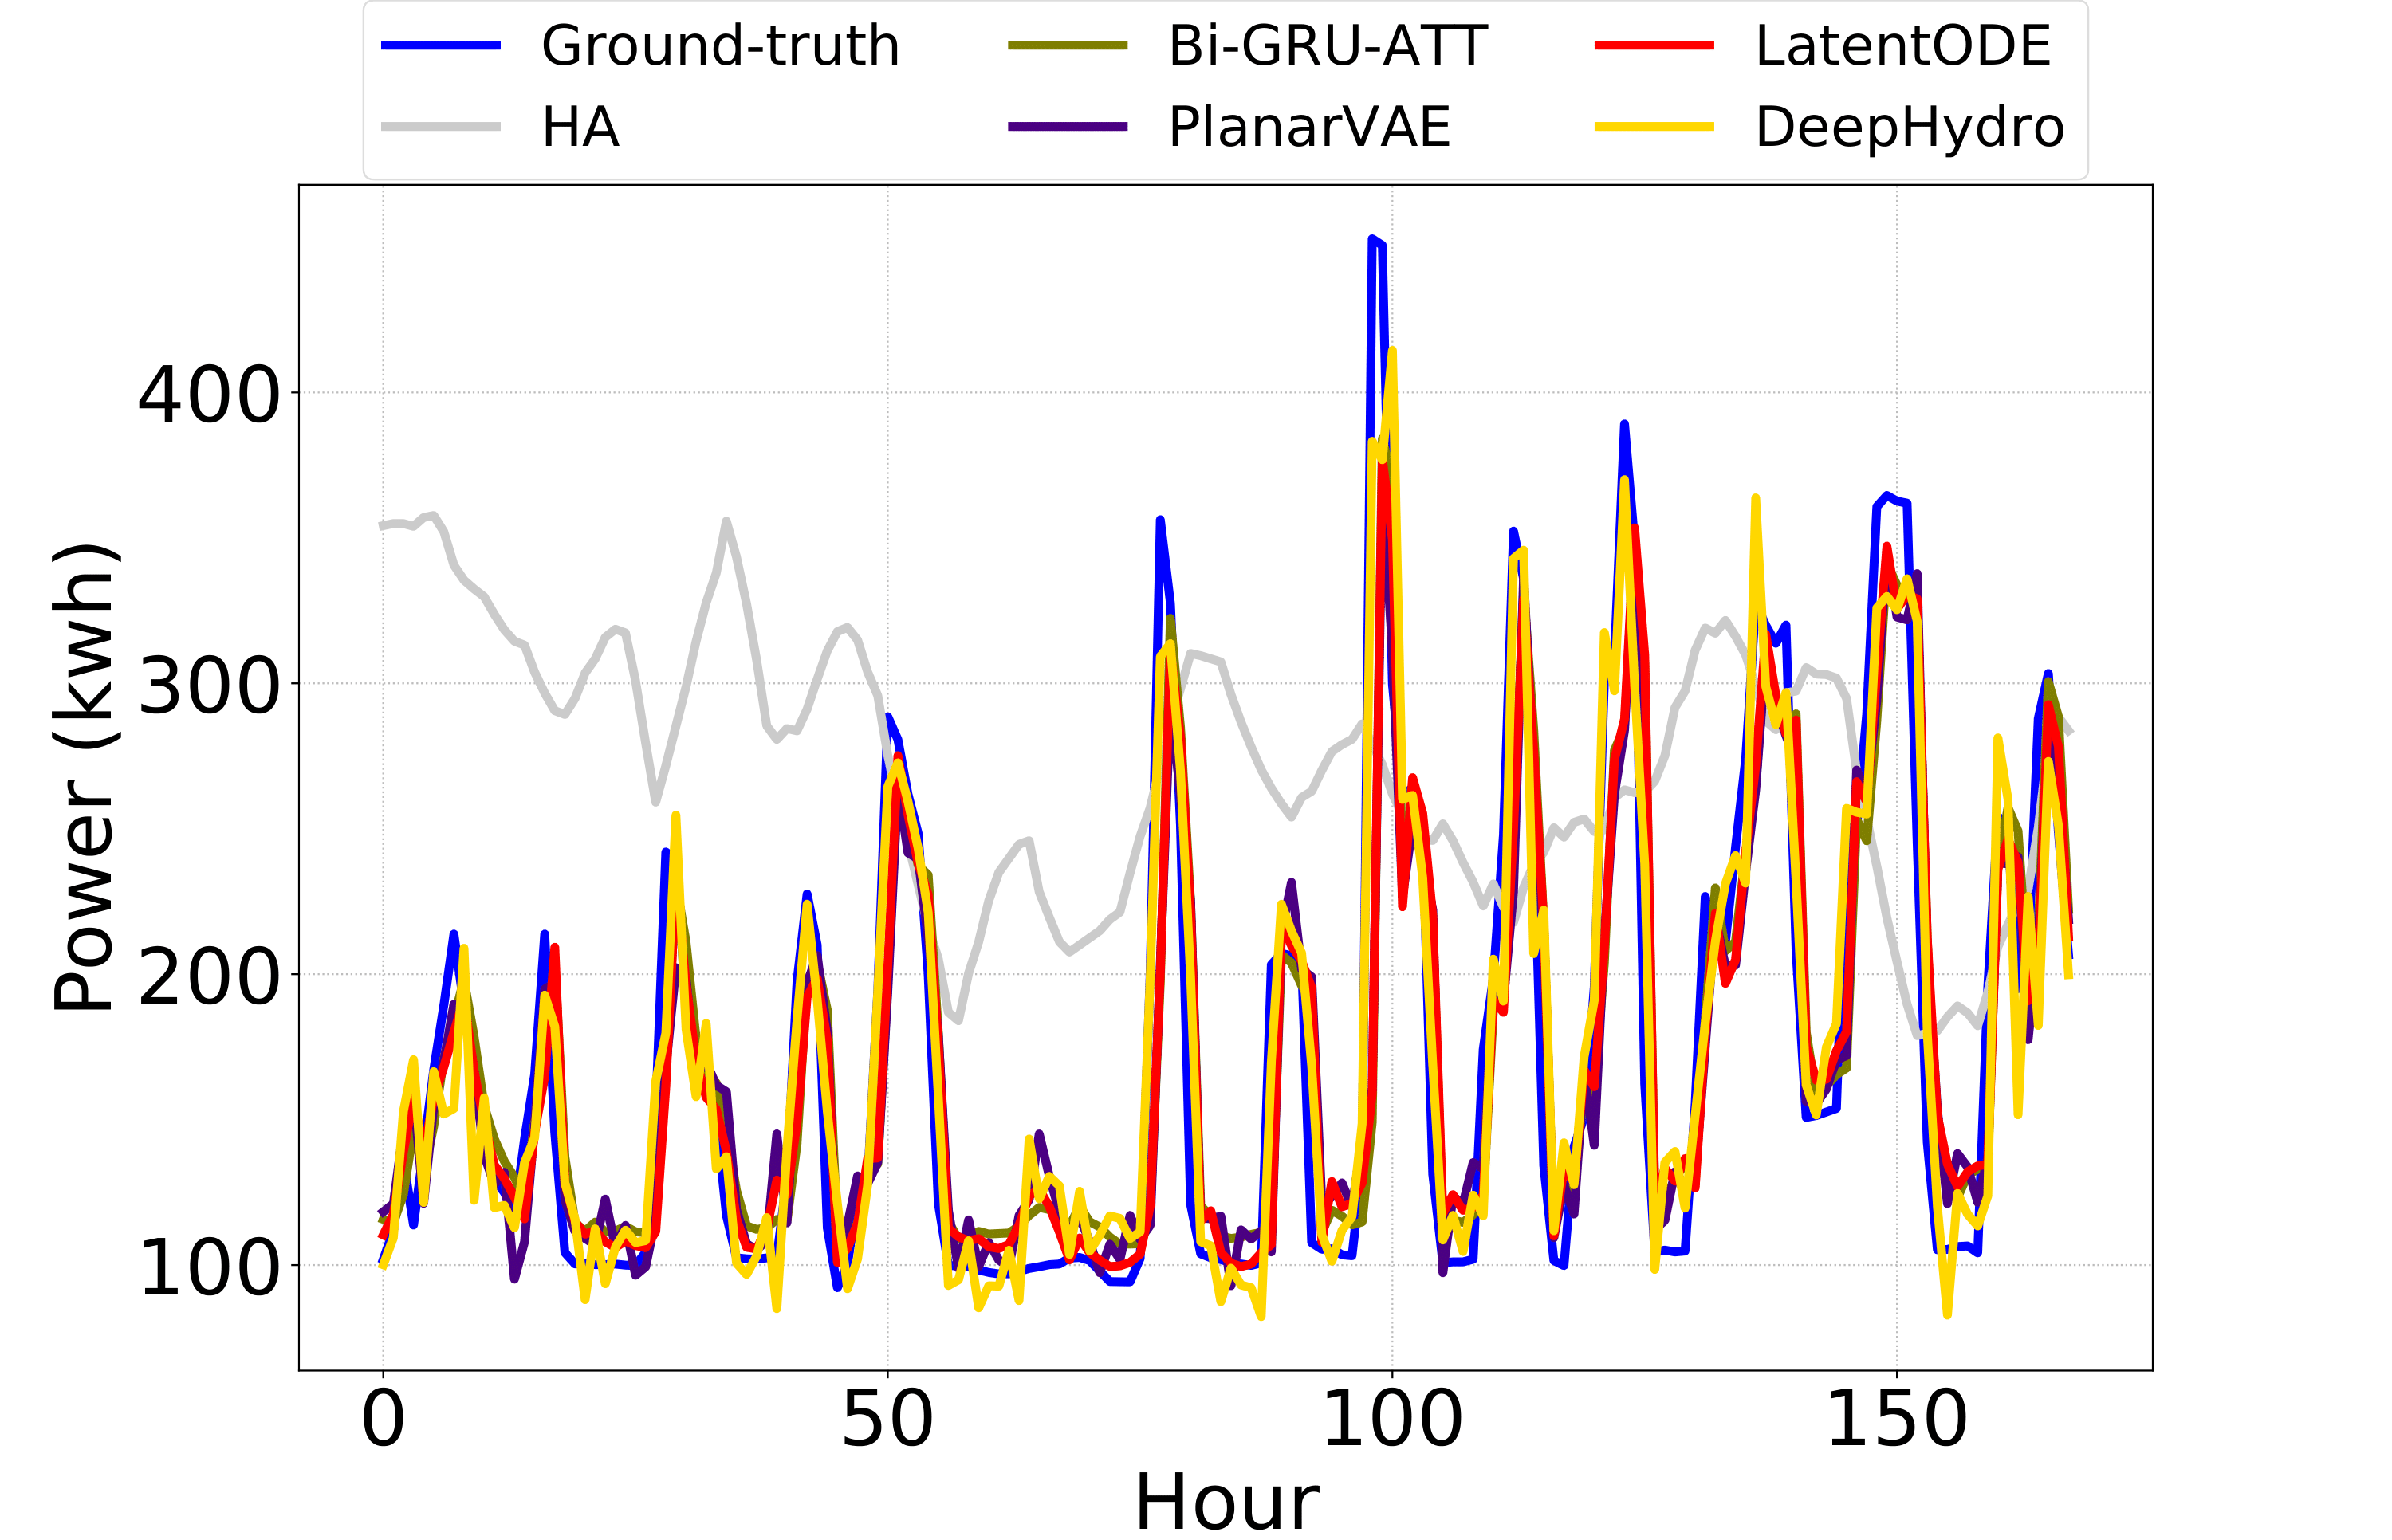 Ground-truth Bi-GRU-ATT LatentODE
HA PlanarVAE DeepHydro
400
300
200
100
Power (kwh)
0 50 100 150
Hour